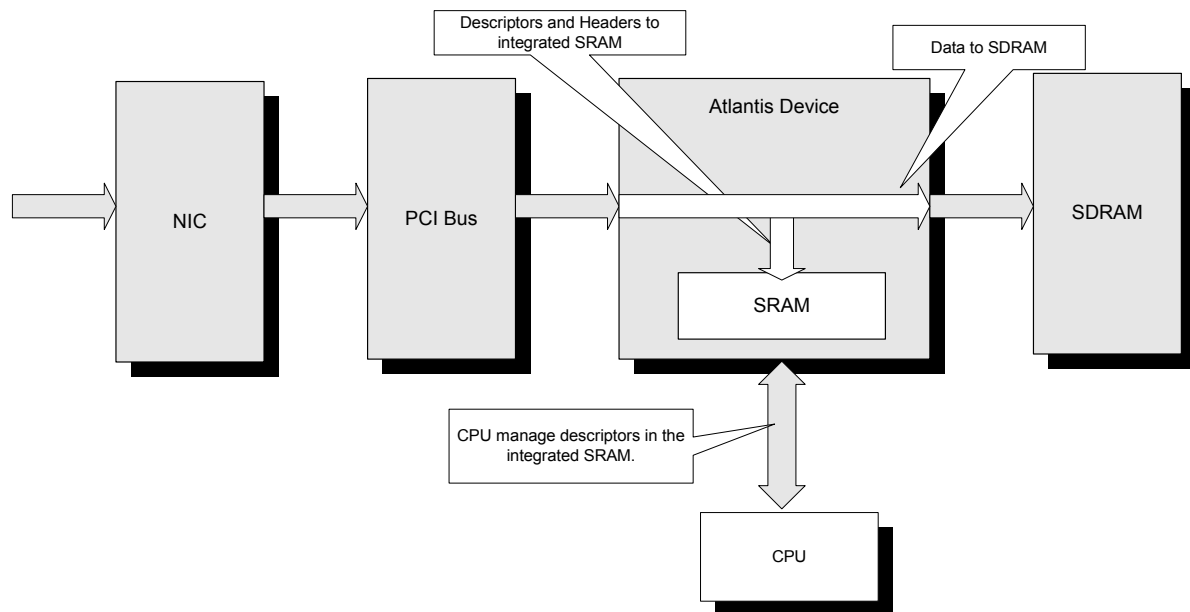 Descriptors and Headers to
integrated SRAM
Data to SDRAM
Atlantis Device
NIC
PCI Bus
SDRAM
SRAM
CPU manage descriptors in the
integrated SRAM.
CPU